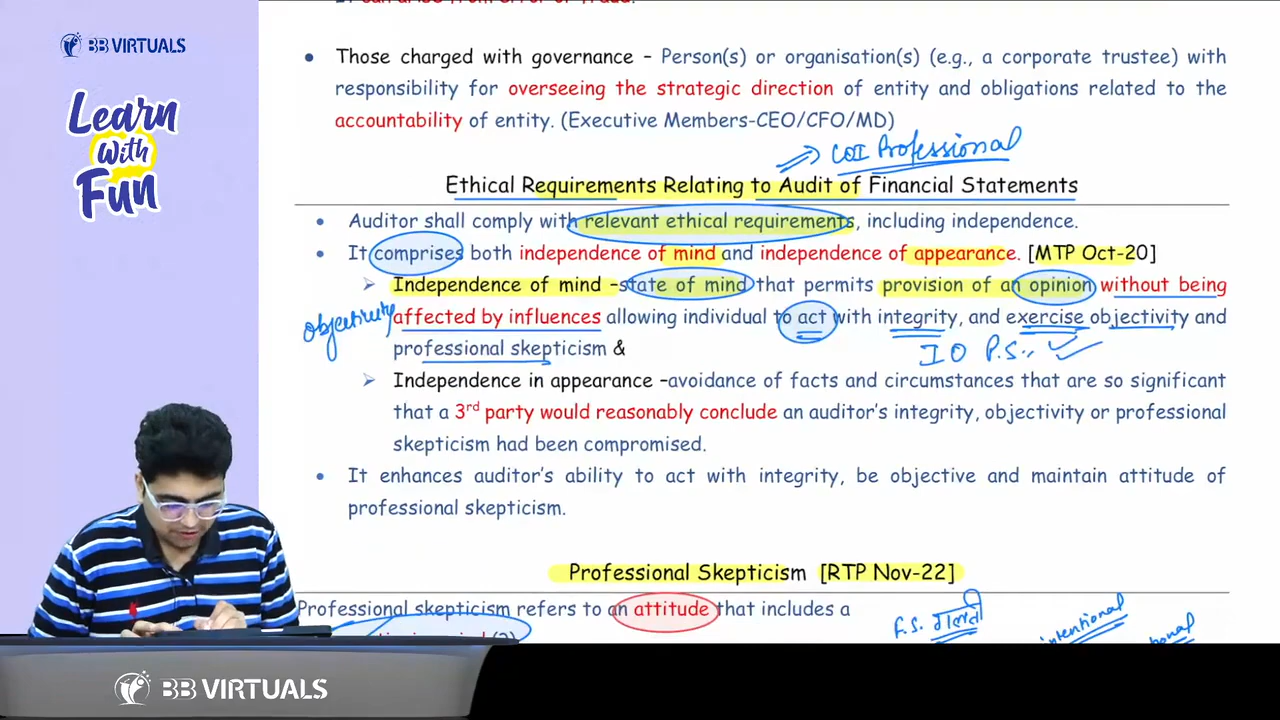 BB VIRTUALS
Learn
With
Fun
Those charged with governance – Person(s) or organisation(s) (e.g., a corporate trustee) with
responsibility for overseeing the strategic direction of entity and obligations related to the
accountability of entity. (Executive Members-CEO/CFO/MD)
COI Professional
Ethical Requirements Relating to Audit of Financial Statements
• Auditor shall comply with relevant ethical requirements, including independence.
• It comprises both independence of mind and independence of appearance. [MTP Oct-20]
➤ Independence of mind –state of mind that permits provision of an opinion without being
objectivity
affected by influences allowing individual to act with integrity, and exercise objectivity and
professional skepticism &
I O P.S.
➤ Independence in appearance –avoidance of facts and circumstances that are so significant
that a 3rd party would reasonably conclude an auditor's integrity, objectivity or professional
skepticism had been compromised.
• It enhances auditor's ability to act with integrity, be objective and maintain attitude of
professional skepticism.
Professional Skepticism [RTP Nov-22]
Professional skepticism refers to an attitude that includes a
F.S. गलती
intentional
BB VIRTUALS